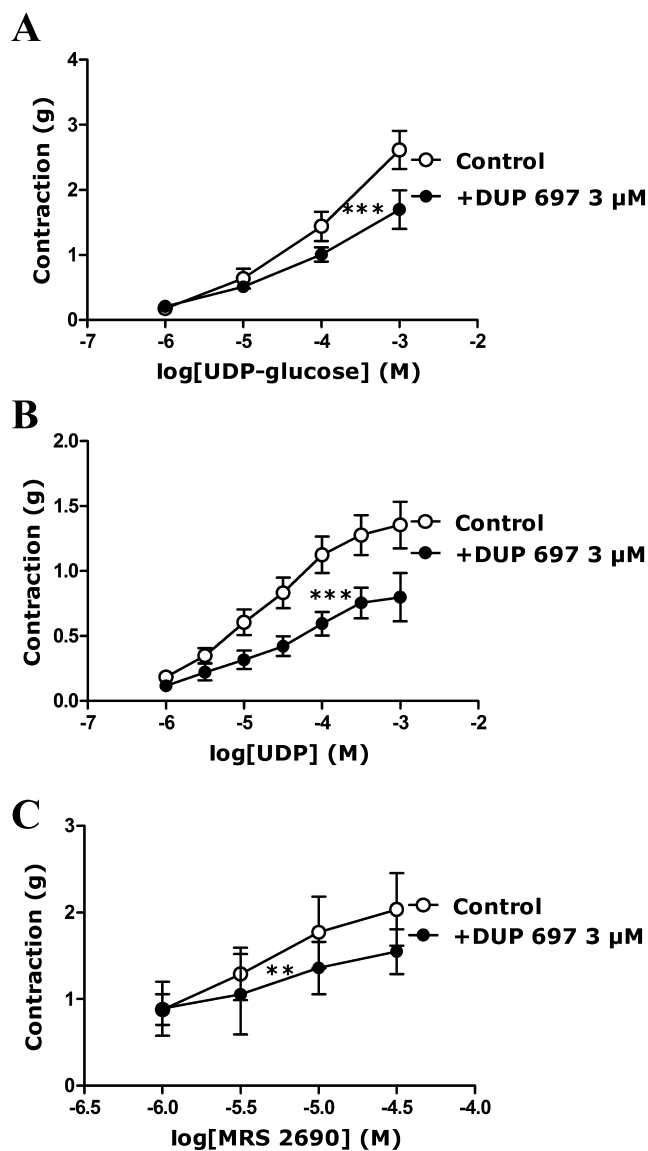 A
4
3
2
1
0
Contraction (g)
Control
+DUP 697 3 µM
***
-7 -6 -5 -4 -3 -2
log[UDP-glucose] (M)
B
2.0
1.5
1.0
0.5
0.0
Contraction (g)
Control
+DUP 697 3 µM
***
-7 -6 -5 -4 -3 -2
log[UDP] (M)
C
3
2
1
0
Contraction (g)
Control
+DUP 697 3 µM
**
-6.5 -6.0 -5.5 -5.0 -4.5 -4.0
log[MRS 2690] (M)